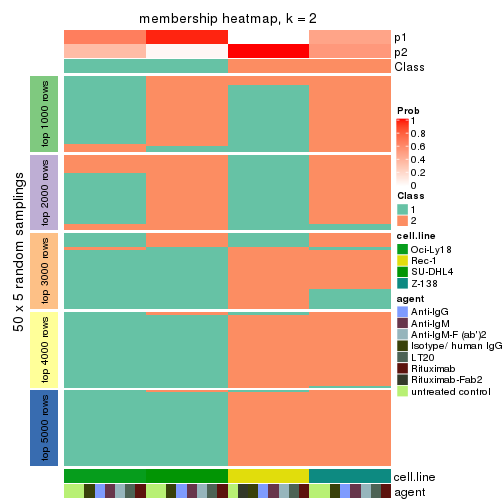 membership heatmap, k = 2
p1
p2
Class
50 x 5 random samplings
top 1000 rows
top 2000 rows
top 3000 rows
top 4000 rows
top 5000 rows
cell.line
agent
Prob
1
0.8
0.6
0.4
0.2
0
Class
1
2
cell.line
Oci-Ly18
Rec-1
SU-DHL4
Z-138
agent
Anti-IgG
Anti-IgM
Anti-IgM-F (ab')2
Isotype/ human IgG
LT20
Rituximab
Rituximab-Fab2
untreated control